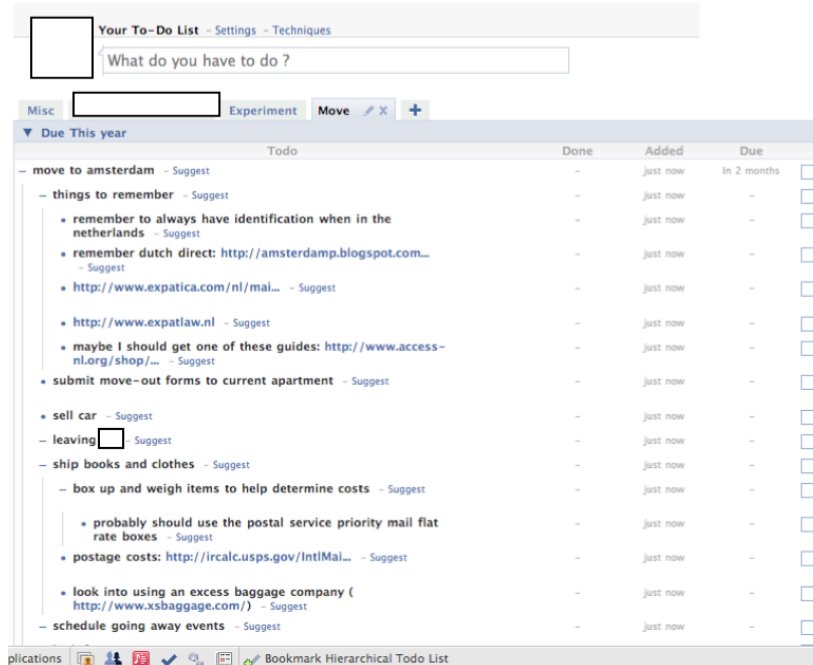 Your To-Do List - Settings - Techniques
What do you have to do ?
Misc Experiment Move x +
▼ Due This year
Todo Done Added Due
– move to amsterdam - Suggest - just now In 2 months
– things to remember - Suggest - just now -
• remember to always have identification when in the - just now -
netherlands - Suggest
• remember dutch direct: http://amsterdamp.blogspot.com... - just now -
- Suggest
• http://www.expatica.com/nl/mai... - Suggest - just now -
• http://www.expatlaw.nl - Suggest - just now -
• maybe I should get one of these guides: http://www.access- - just now -
nl.org/shop/... - Suggest
• submit move-out forms to current apartment - Suggest - just now -
• sell car - Suggest - just now -
– leaving - Suggest - just now -
– ship books and clothes - Suggest - just now -
– box up and weigh items to help determine costs - Suggest - just now -
• probably should use the postal service priority mail flat - just now -
rate boxes - Suggest
• postage costs: http://ircalc.usps.gov/IntlMai... - Suggest - just now -
• look into using an excess baggage company ( - just now -
http://www.xsbaggage.com/) - Suggest
– schedule going away events - Suggest - just now -
plications Bookmark Hierarchical Todo List